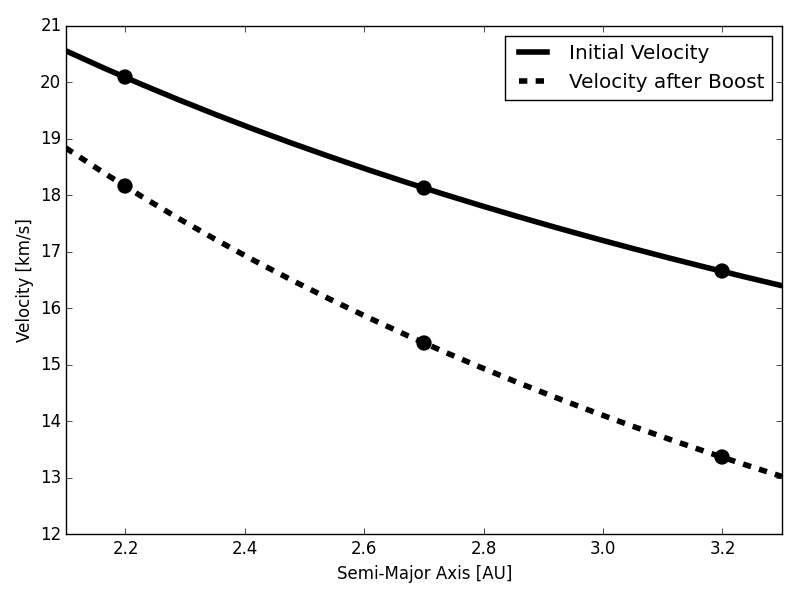 21
20
19
18
17
16
15
14
13
12
2.2 2.4 2.6 2.8 3.0 3.2
Velocity [km/s]
Semi-Major Axis [AU]
Initial Velocity
Velocity after Boost